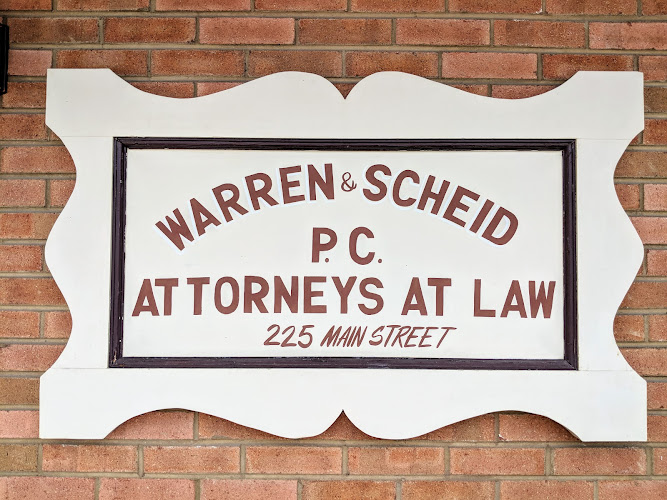 WARREN & SCHEID
P.C.
ATTORNEYS AT LAW
225 MAIN STREET